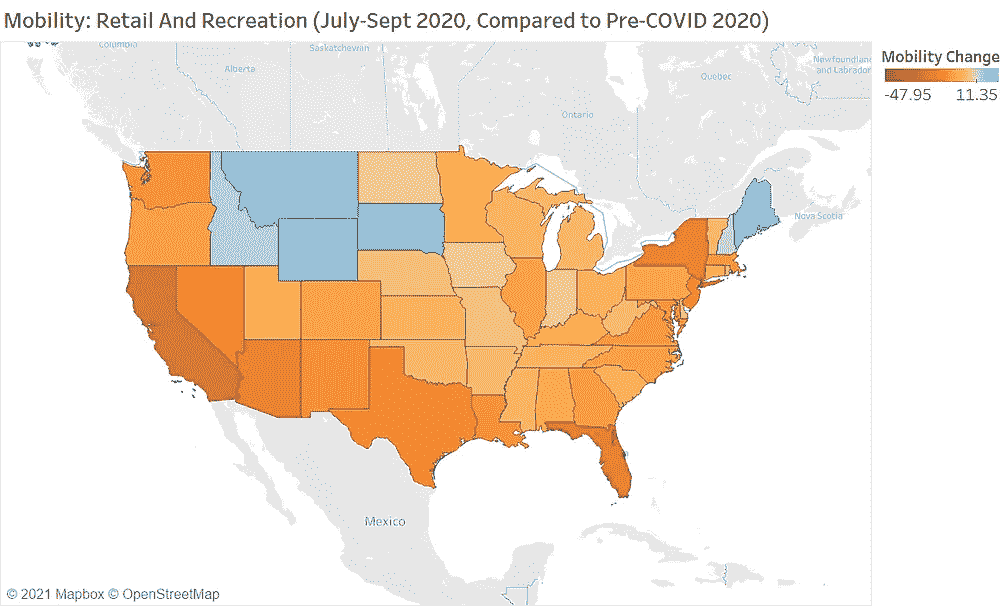 Mobility: Retail And Recreation (July-Sept 2020, Compared to Pre-COVID 2020)
Mobility Change
-47.95 11.35
Columbia
Saskatchewan
Alberta
Newfoundland
and Labrador
Quebec
Ontario
Nova Scotia
Mexico
© 2021 Mapbox © OpenStreetMap